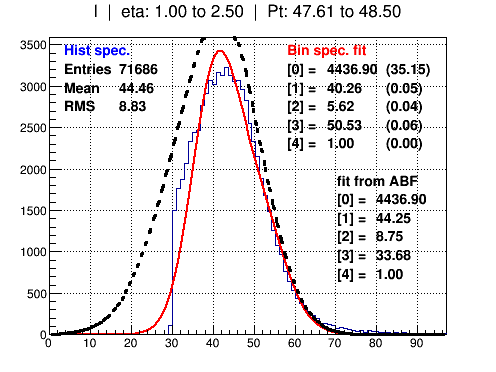 I | eta: 1.00 to 2.50 | Pt: 47.61 to 48.50
Hist spec.
Entries 71686
Mean 44.46
RMS 8.83
Bin spec. fit
[0] = 4436.90 (35.15)
[1] = 40.26 (0.05)
[2] = 5.62 (0.04)
[3] = 50.53 (0.06)
[4] = 1.00 (0.00)
fit from ABF
[0] = 4436.90
[1] = 44.25
[2] = 8.75
[3] = 33.68
[4] = 1.00
3500
3000
2500
2000
1500
1000
500
0
0 10 20 30 40 50 60 70 80 90